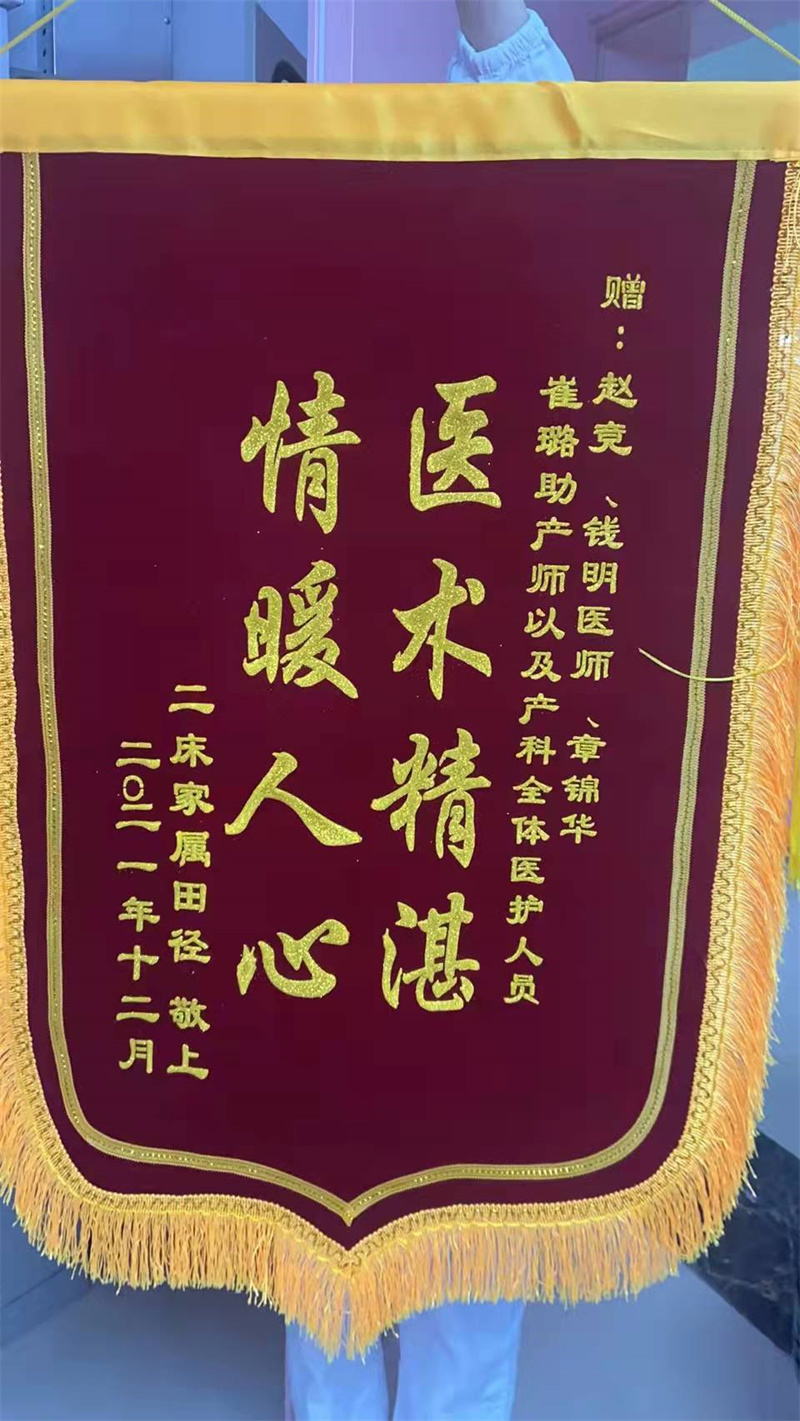 赠：赵竞、钱明医师、章锦华
崔璐助产师以及产科全体医护人员
医术精湛
情暖人心
二床家属田径 敬上
二〇二一年十二月